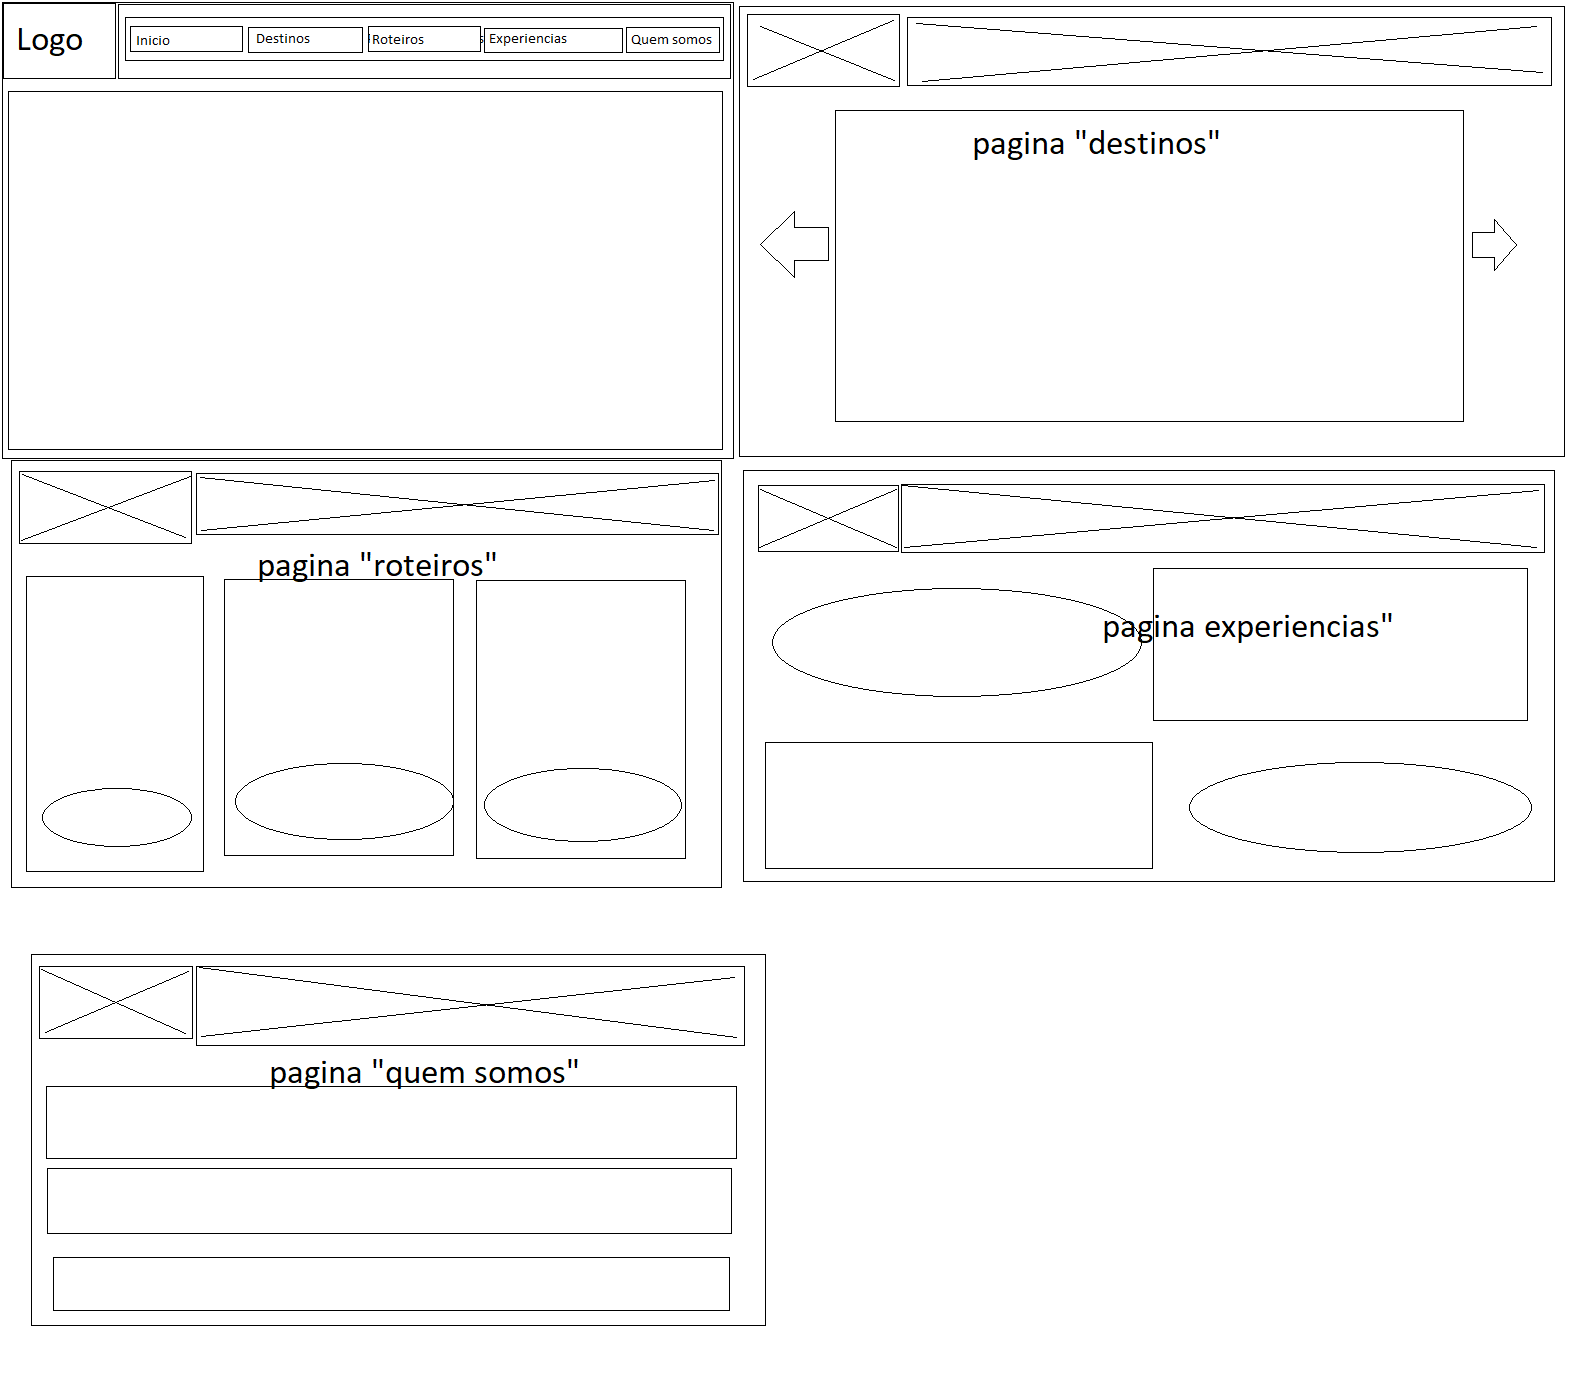 Logo
Inicio
Destinos
Roteiros
s
Experiencias
Quem somos
pagina "destinos"
pagina "roteiros"
pagina experiencias"
pagina "quem somos"